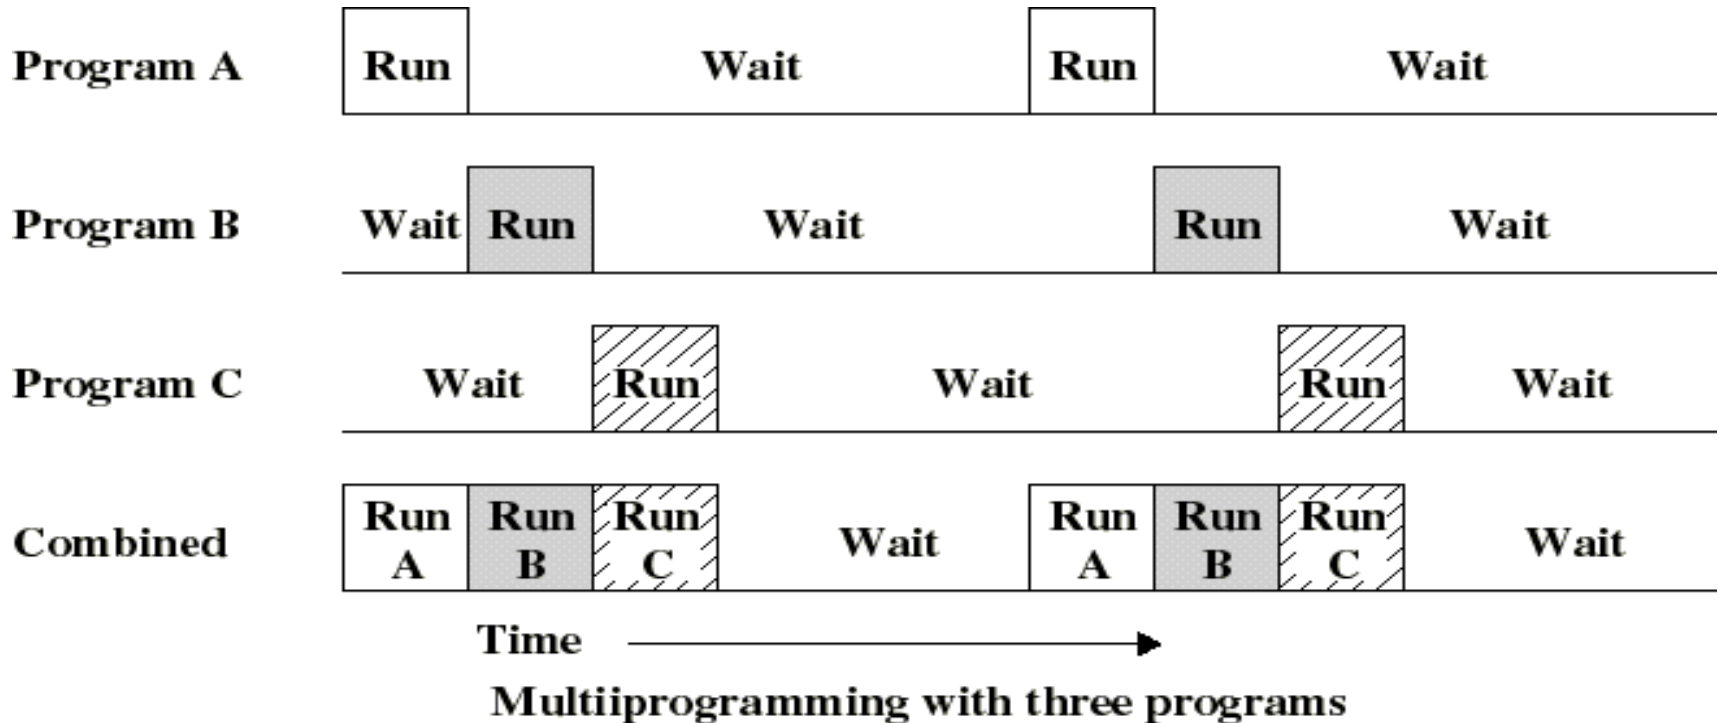 Program A Run Wait Run Wait
Program B Wait Run Wait Run Wait
Program C Wait Run Wait Run Wait
Combined Run A Run B Run C Wait Run A Run B Run C Wait
Time
Multiiprogramming with three programs